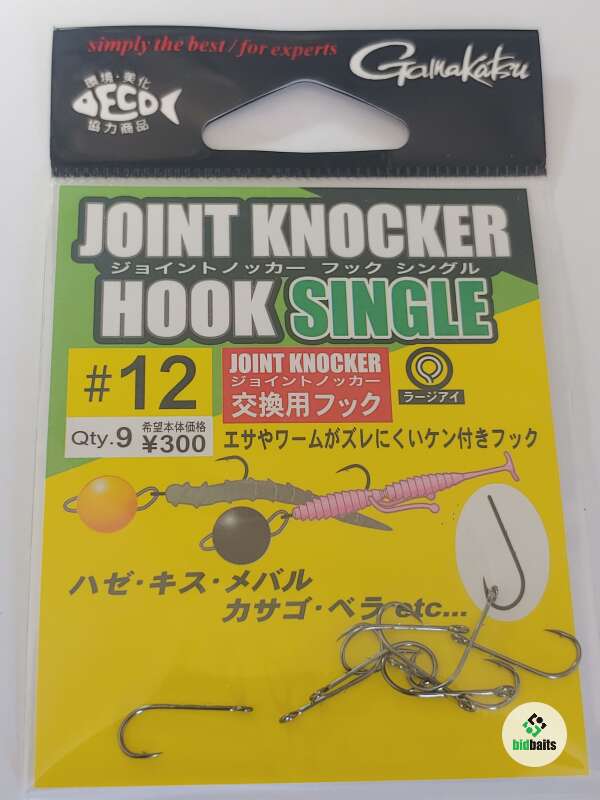 simply the best / for experts
Gamakatsu
環境・美化
ECO
協力商品
JOINT KNOCKER
ジョイントノッカー フック シングル
HOOK SINGLE
#12
Qty.9
希望本体価格
¥300
JOINT KNOCKER
ジョイントノッカー
交換用フック
ラージアイ
エサやワームがズレにくいケン付きフック
ハゼ・キス・メバル
カサゴ・ベラ etc...
bidbaits